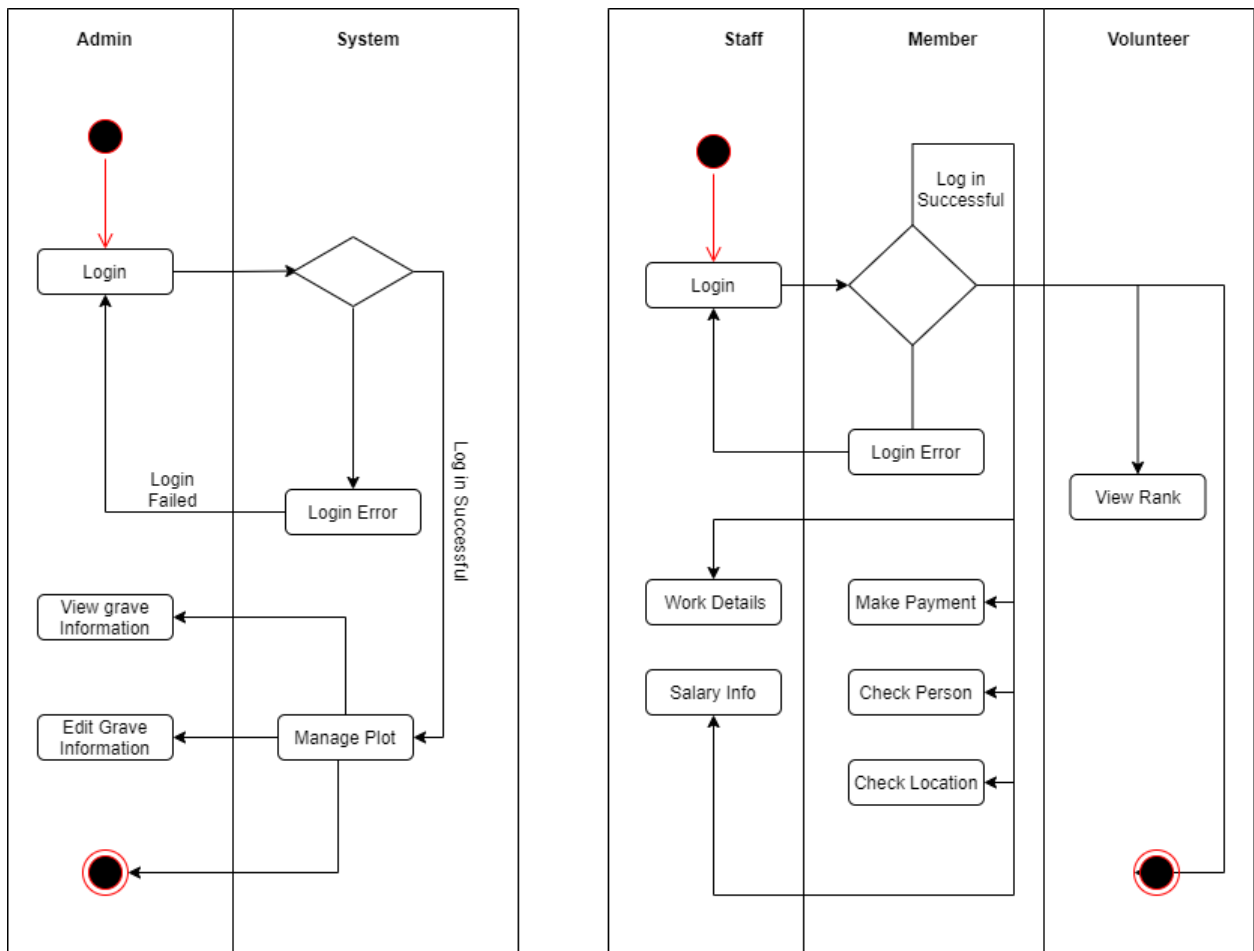 Admin
System
Login
Login
Failed
Login Error
Log in Successful
View grave
Information
Edit Grave
Information
Manage Plot
Staff
Member
Volunteer
Log in
Successful
Login
Login Error
View Rank
Work Details
Make Payment
Salary Info
Check Person
Check Location